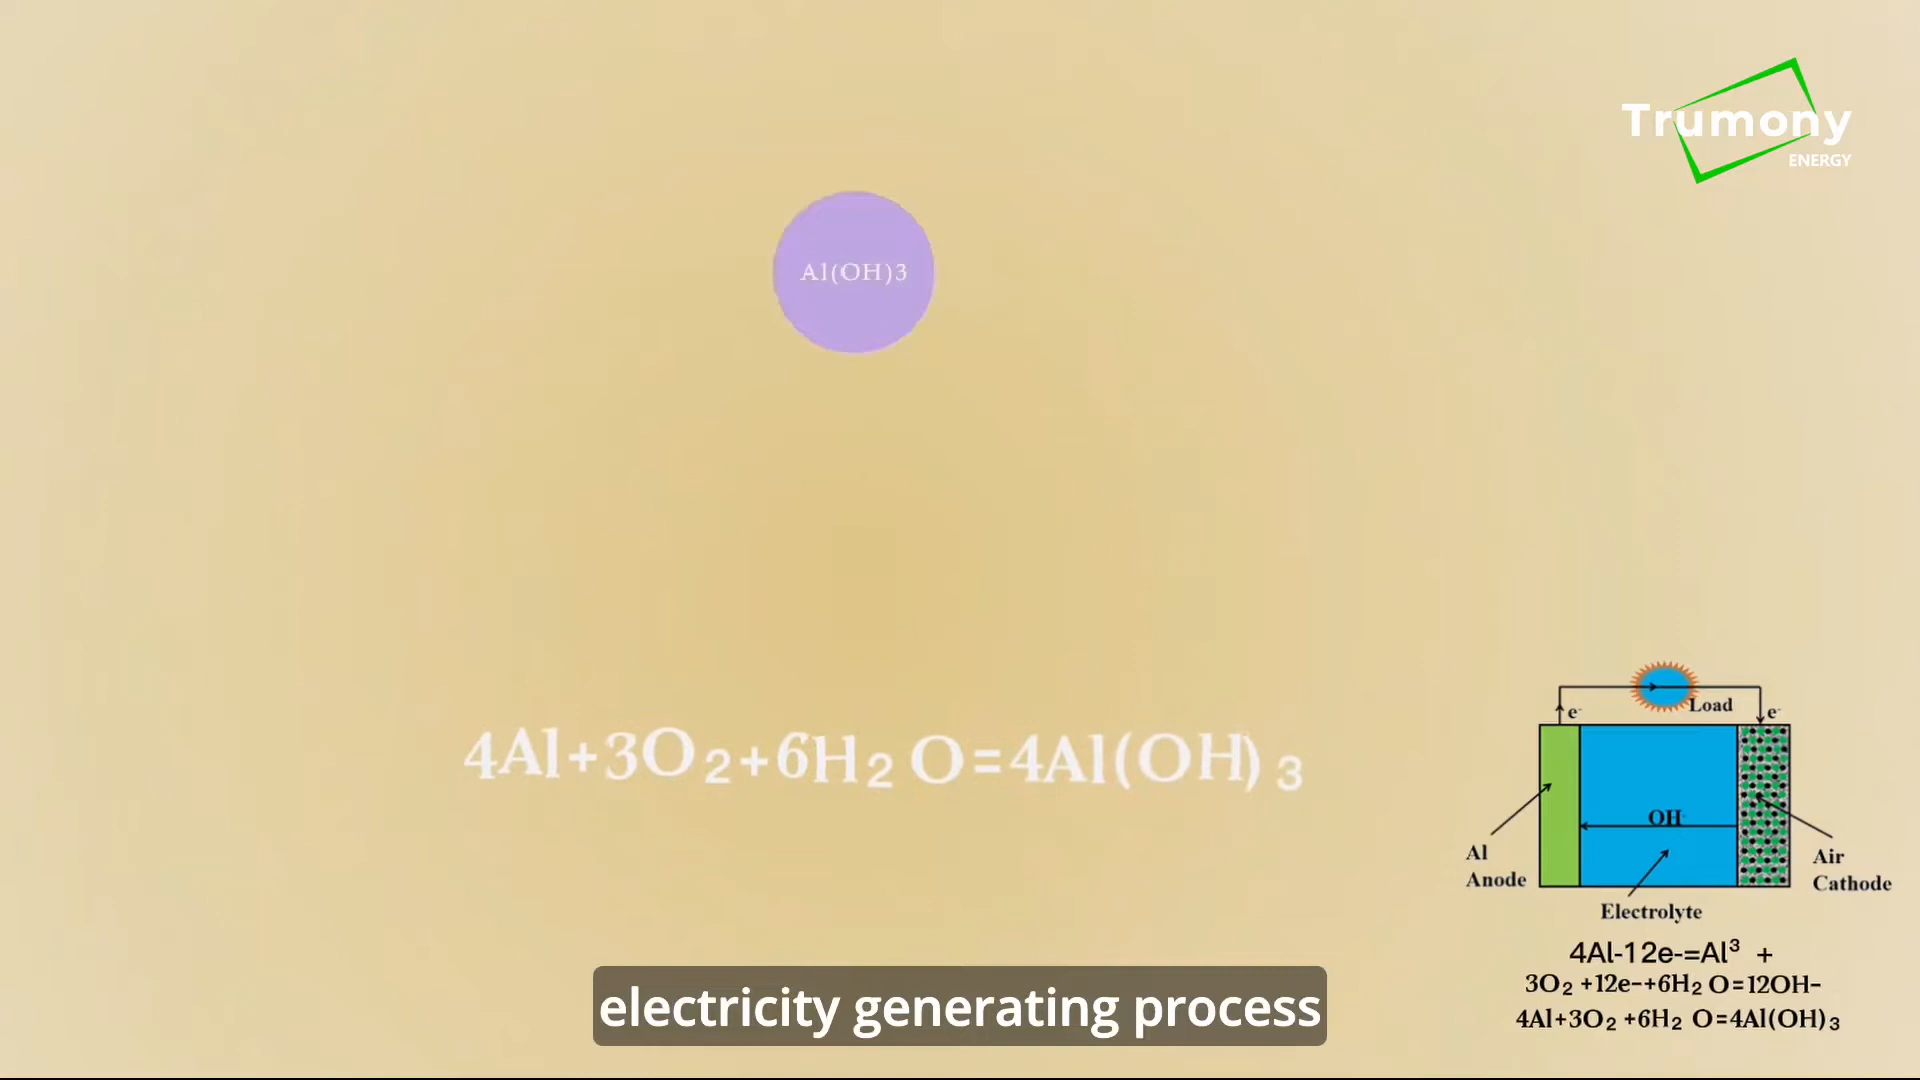 Trumony
ENERGY
Al(OH)3
4Al+3O₂+6H₂ O=4Al(OH)₃
Load
e⁻
e⁻
OH⁻
Al
Anode
Air
Cathode
Electrolyte
4Al-12e-=Al³ +
3O₂ +12e-+6H₂ O=12OH-
4Al+3O₂ +6H₂ O=4Al(OH)₃
electricity generating process